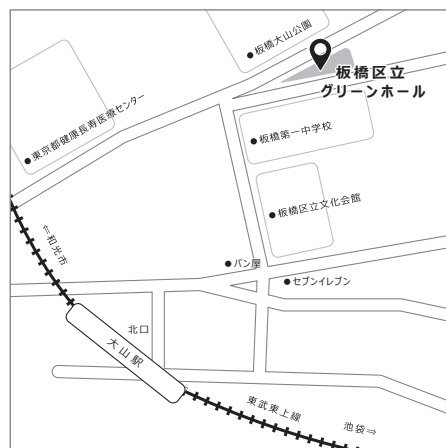 板橋大山公園
板橋区立
グリーンホール
東京都健康長寿医療センター
板橋第一中学校
板橋区立文化会館
⇐和光市
パン屋
セブンイレブン
北口
大山駅
東武東上線
池袋⇒